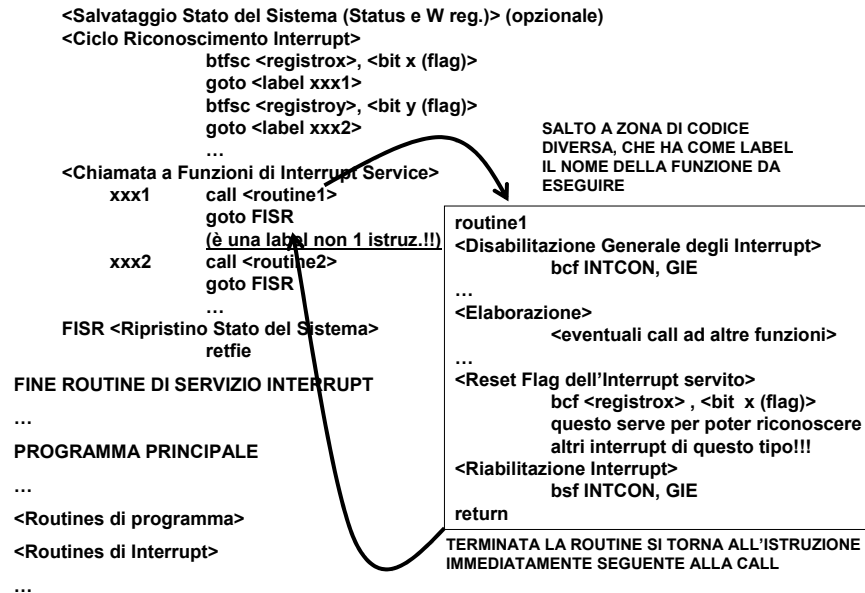 <Salvataggio Stato del Sistema (Status e W reg.)> (opzionale)
<Ciclo Riconoscimento Interrupt>
btfsc <registrox>, <bit x (flag)>
goto <label xxx1>
btfsc <registroy>, <bit y (flag)>
goto <label xxx2>
…
<Chiamata a Funzioni di Interrupt Service>
xxx1 call <routine1>
goto FISR
(è una label non 1 istruz.!!)
xxx2 call <routine2>
goto FISR
…
FISR <Ripristino Stato del Sistema>
retfie
FINE ROUTINE DI SERVIZIO INTERRUPT
…
PROGRAMMA PRINCIPALE
…
<Routines di programma>
<Routines di Interrupt>
…
SALTO A ZONA DI CODICE
DIVERSA, CHE HA COME LABEL
IL NOME DELLA FUNZIONE DA
ESEGUIRE
routine1
<Disabilitazione Generale degli Interrupt>
bcf INTCON, GIE
…
<Elaborazione>
<eventuali call ad altre funzioni>
…
<Reset Flag dell'Interrupt servito>
bcf <registrox> , <bit x (flag)>
questo serve per poter riconoscere
altri interrupt di questo tipo!!!
<Riabilitazione Interrupt>
bsf INTCON, GIE
return
TERMINATA LA ROUTINE SI TORNA ALL'ISTRUZIONE
IMMEDIATAMENTE SEGUENTE ALLA CALL